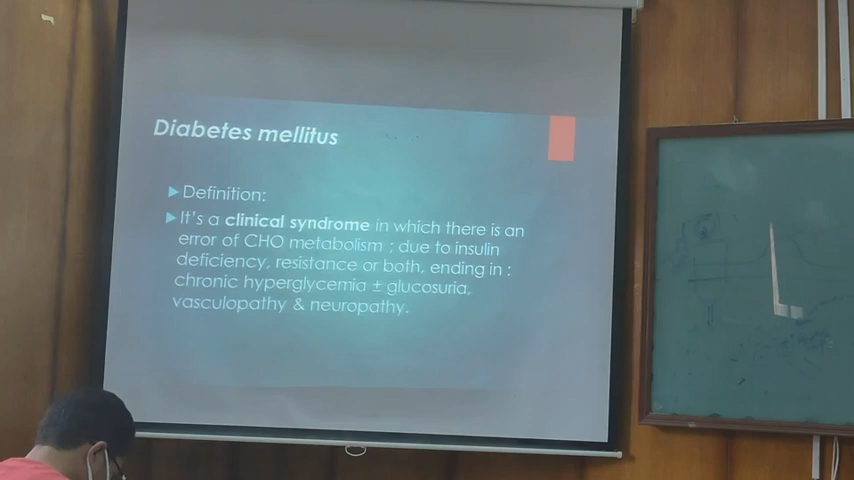 Diabetes mellitus
Definition:
It's a clinical syndrome in which there is an
error of CHO metabolism ; due to insulin
deficiency, resistance or both, ending in :
chronic hyperglycemia ± glucosuria,
vasculopathy & neuropathy.